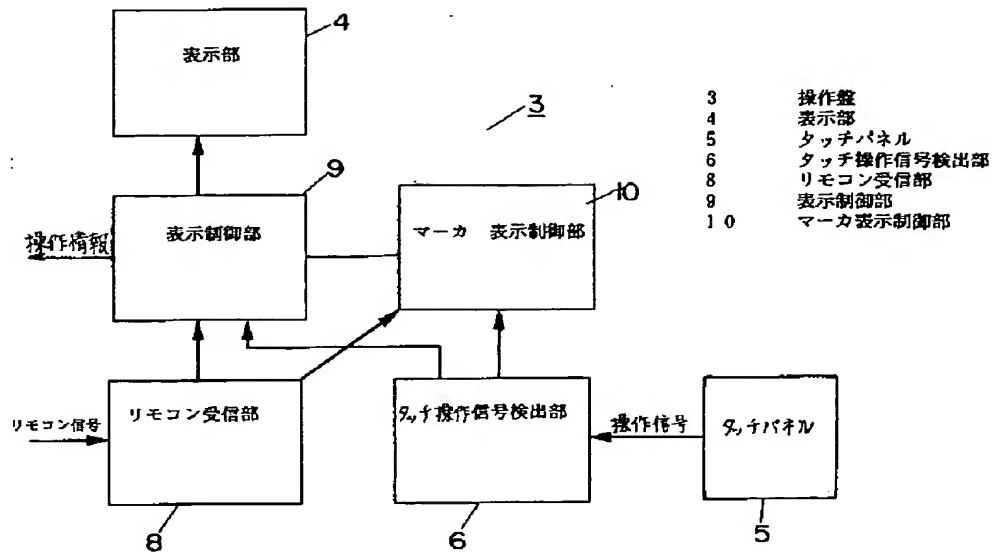 4
表示部
3
3 操作盤
4 表示部
5 タッチパネル
6 タッチ操作信号検出部
8 リモコン受信部
9 表示制御部
10 マーカ表示制御部
9
10
表示制御部
マーカ 表示制御部
操作情報
リモコン受信部
タッチ操作信号検出部
タッチパネル
リモコン信号
操作信号
8
6
5